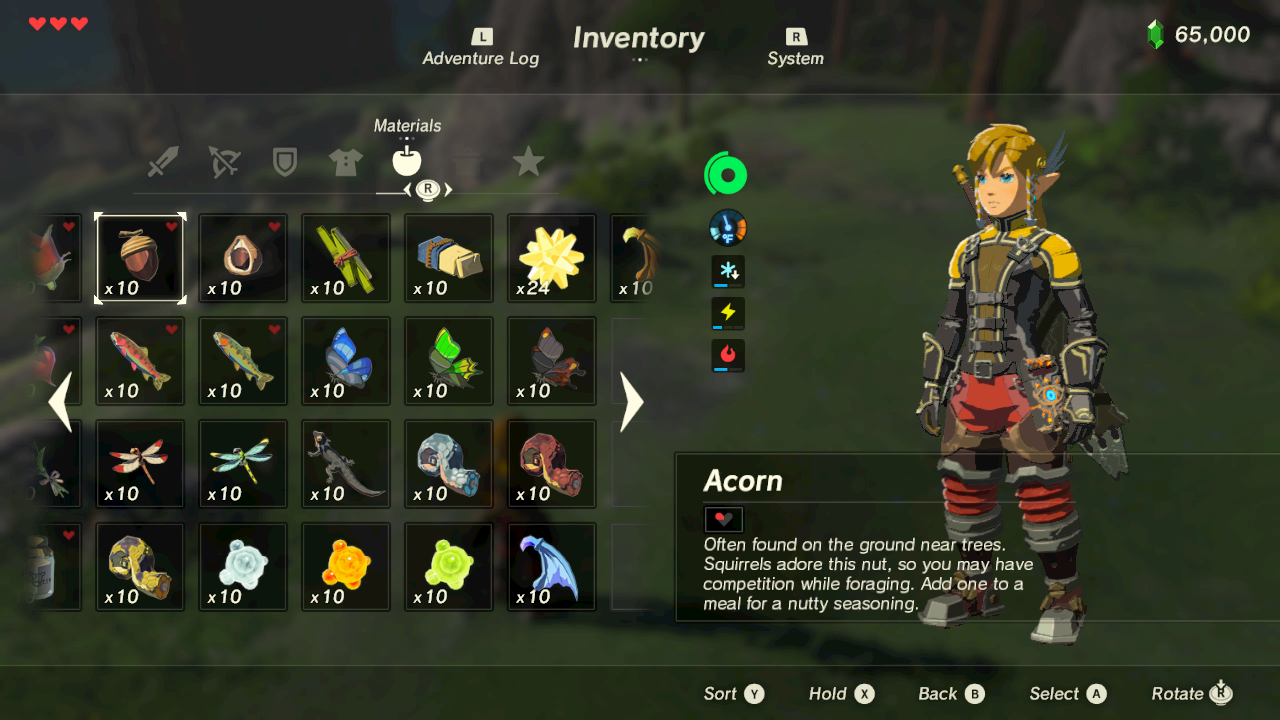 L
Inventory
R
65,000
Adventure Log
System
Materials
R
°F
x10 x10 x10 x10 x24 x10
x10 x10 x10 x10 x10
x10 x10 x10 x10 x10
x10 x10 x10 x10 x10
Acorn
Often found on the ground near trees.
Squirrels adore this nut, so you may have
competition while foraging. Add one to a
meal for a nutty seasoning.
Sort Y Hold X Back B Select A Rotate R